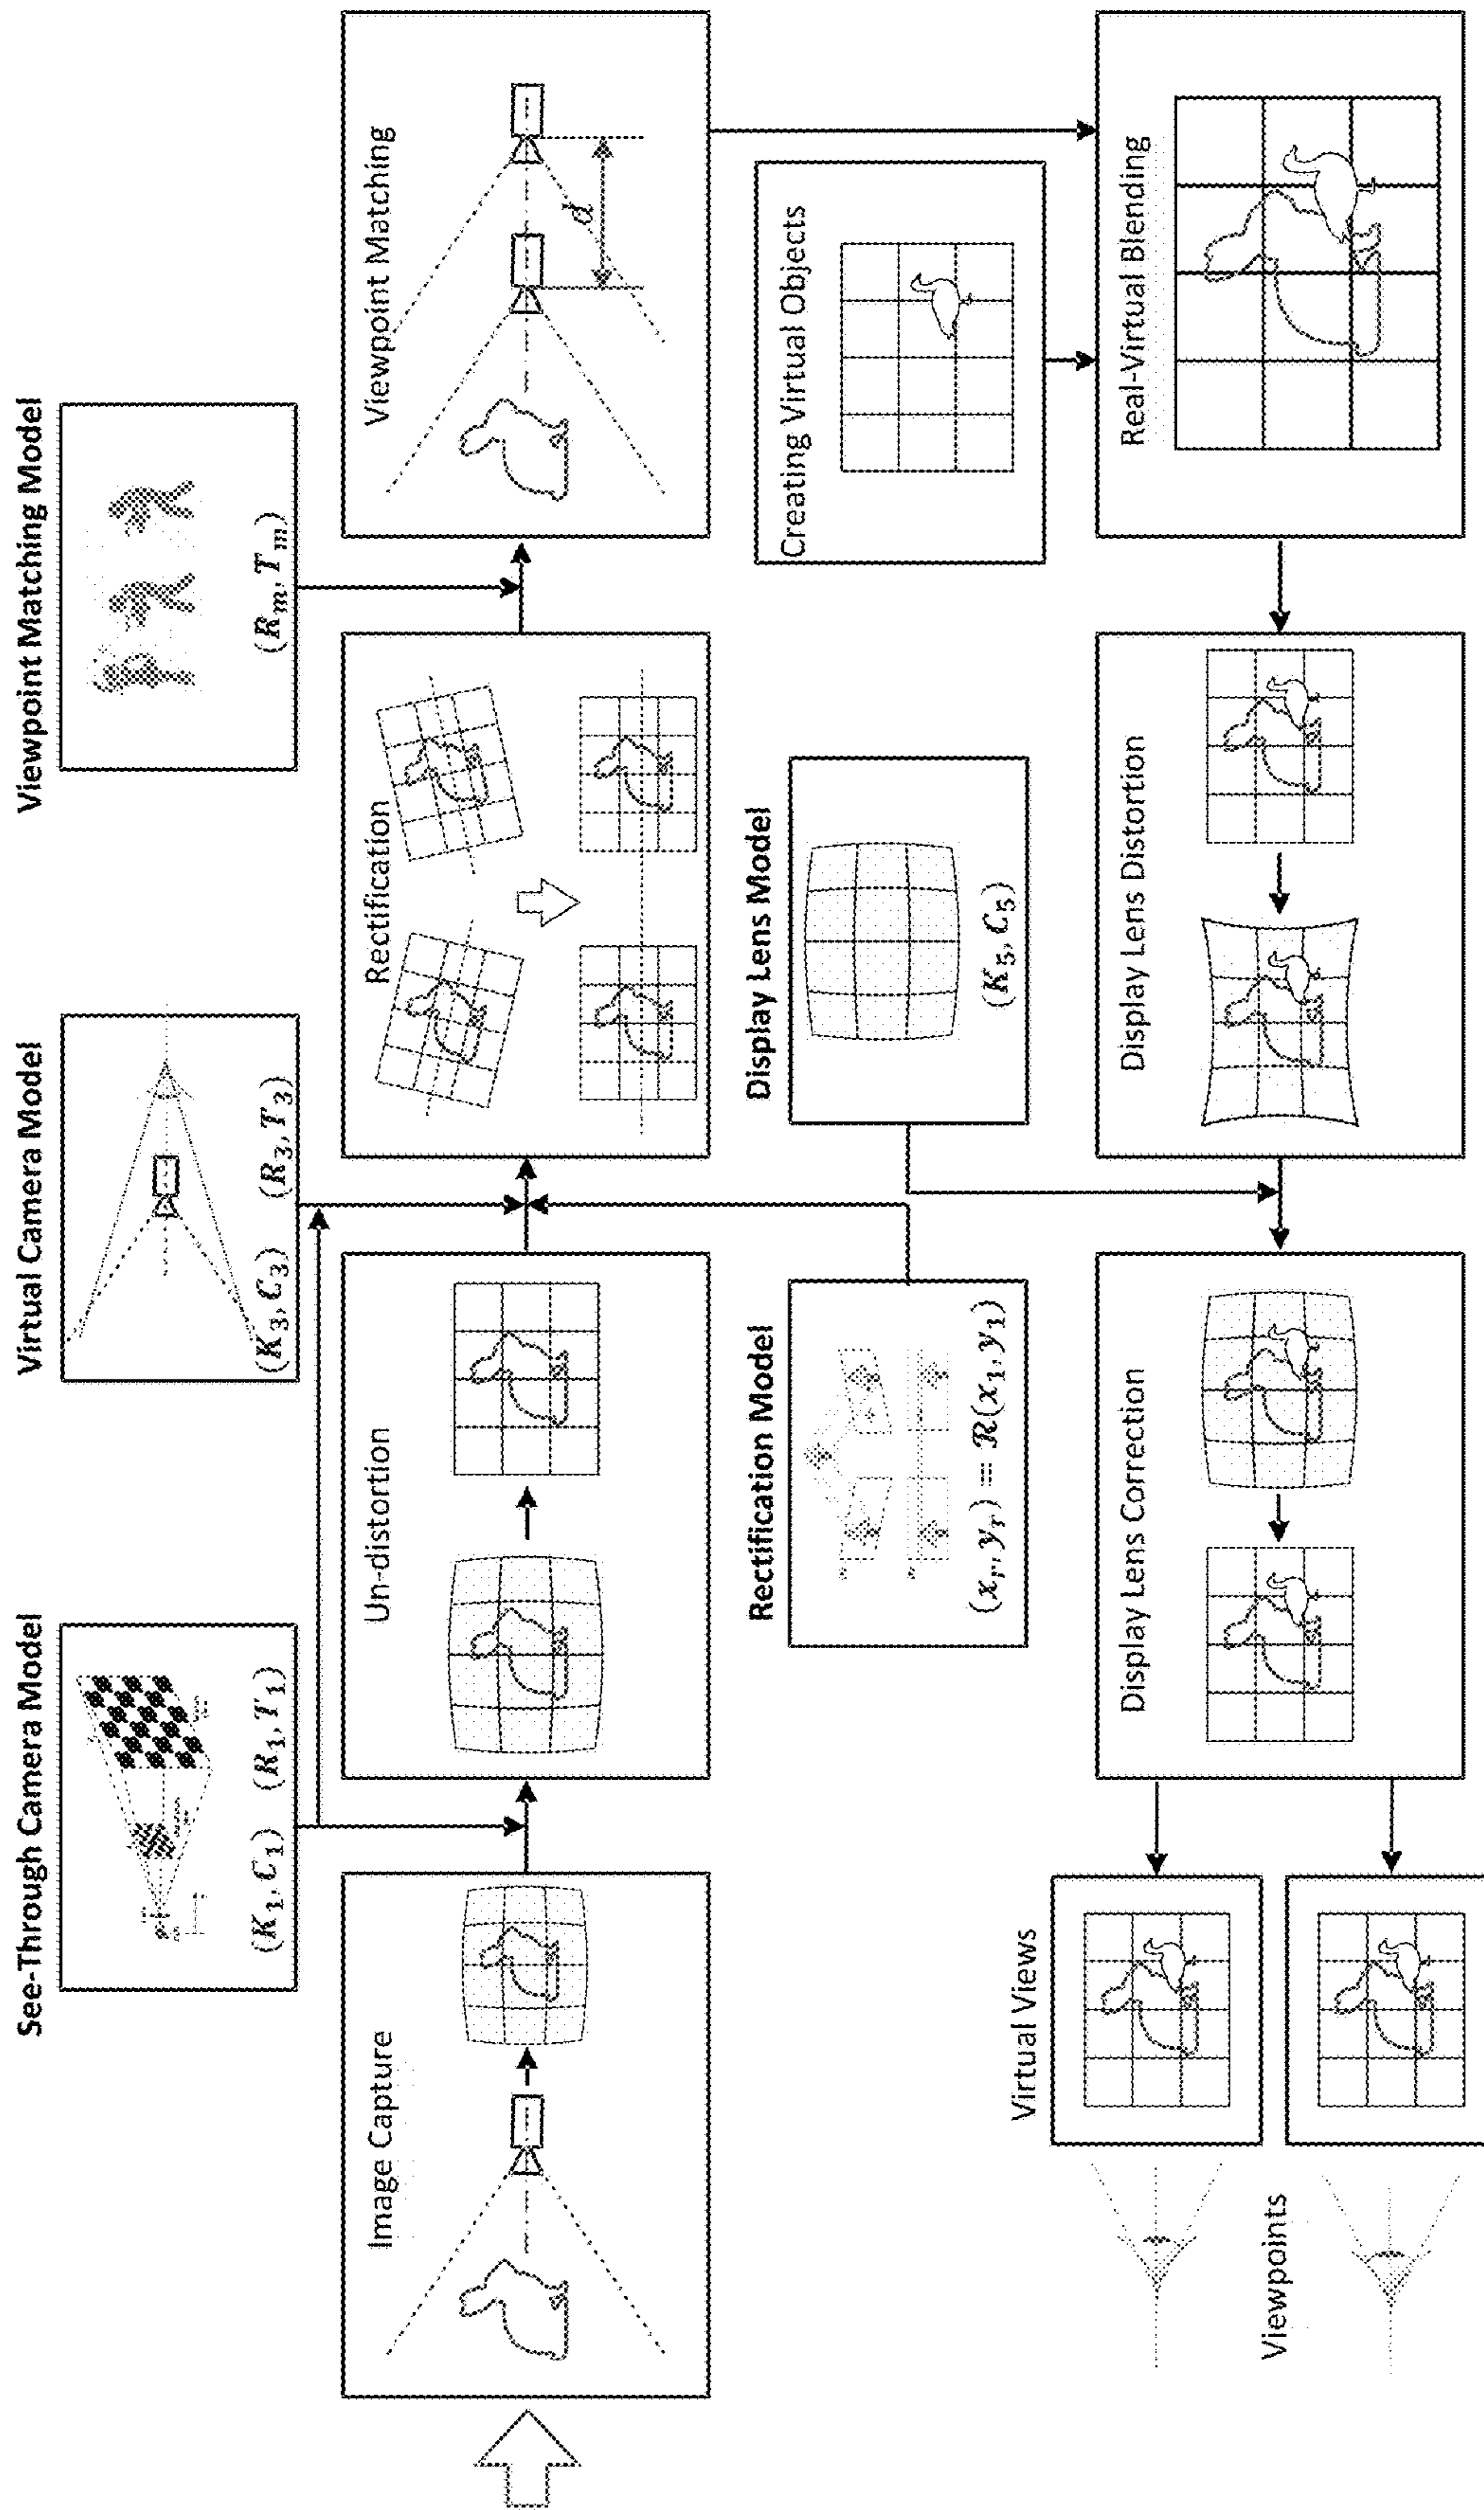 See-Through Camera Model
(K₁, C₁) (R₁, T₁)
Virtual Camera Model
(K₃, C₃) (R₃, T₃)
Viewpoint Matching Model
(Rₘ, Tₘ)
Image Capture
Un-distortion
Rectification
Viewpoint Matching
d
Rectification Model
(xᵣ, yᵣ) = ℛ(x₁, y₁)
Display Lens Model
(K₅, C₅)
Creating Virtual Objects
Virtual Views
Viewpoints
Display Lens Correction
Display Lens Distortion
Real-Virtual Blending